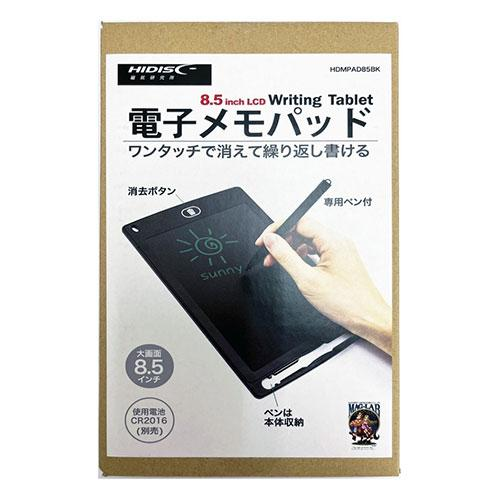 HIDISC
磁気研究所
HDMPAD85BK
8.5 inch LCD Writing Tablet
電子メモパッド
ワンタッチで消えて繰り返し書ける
消去ボタン
専用ペン付
sunny
大画面
8.5
インチ
使用電池
CR2016
(別売)
ペンは
本体収納
MAG-LAB